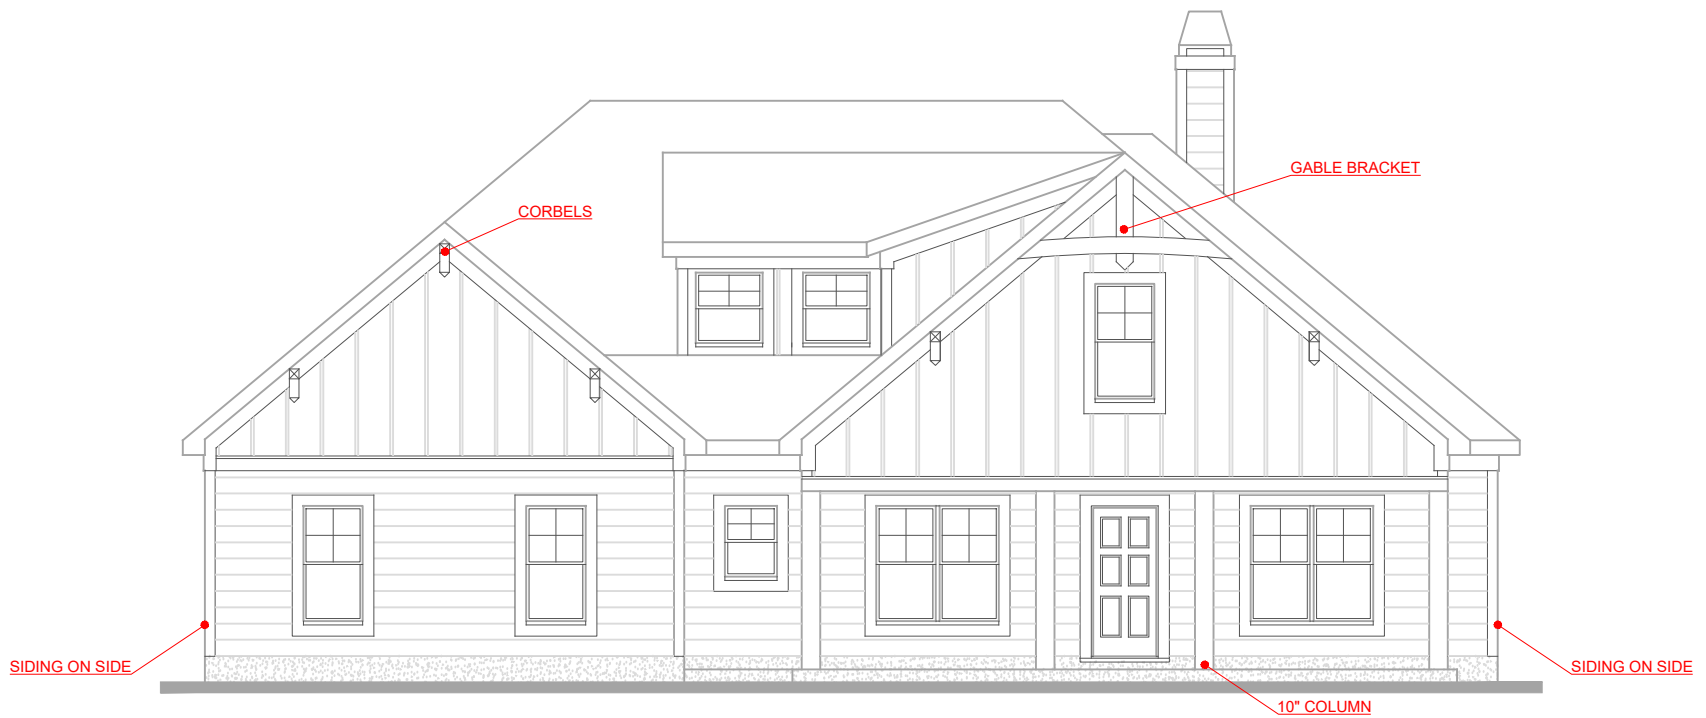 GABLE BRACKET
CORBELS
SIDING ON SIDE
SIDING ON SIDE
10" COLUMN